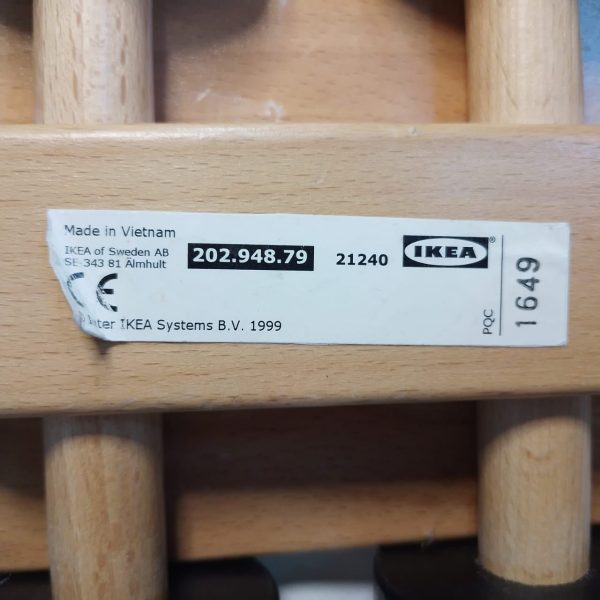 Made in Vietnam
IKEA of Sweden AB
SE-343 81 Älmhult
202.948.79
21240
IKEA®
CE
IKEA Systems B.V. 1999
PQC
1649